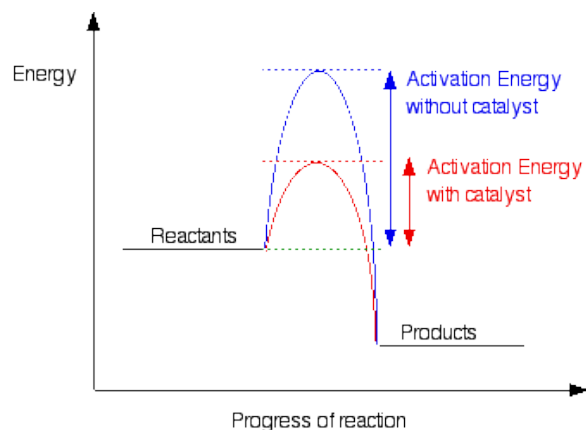 Energy
Activation Energy
without catalyst
Activation Energy
with catalyst
Reactants
Products
Progress of reaction